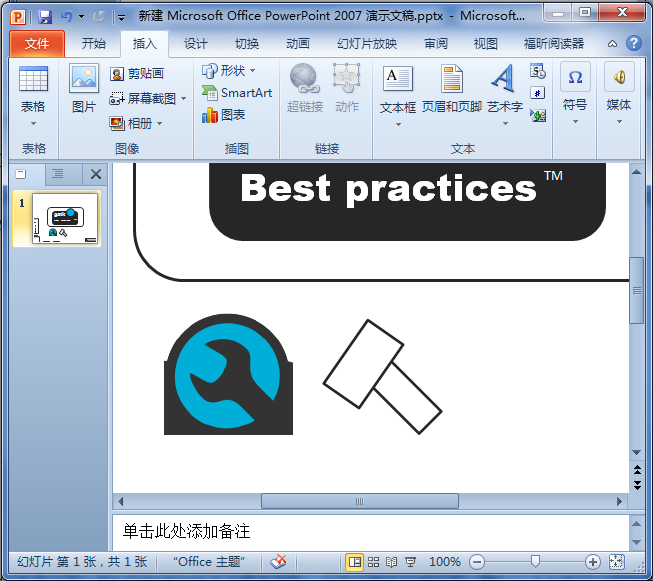 新建 Microsoft Office PowerPoint 2007 演示文稿.pptx - Microsof...
文件 开始 插入 设计 切换 动画 幻灯片放映 审阅 视图 福昕阅读器
表格
图片
剪贴画
屏幕截图
相册
形状
SmartArt
图表
超链接
动作
文本框
页眉和页脚
艺术字
符号
媒体
表格 图像 插图 链接 文本
1
Best practices™
单击此处添加备注
幻灯片 第 1 张，共 1 张 "Office 主题" 100%